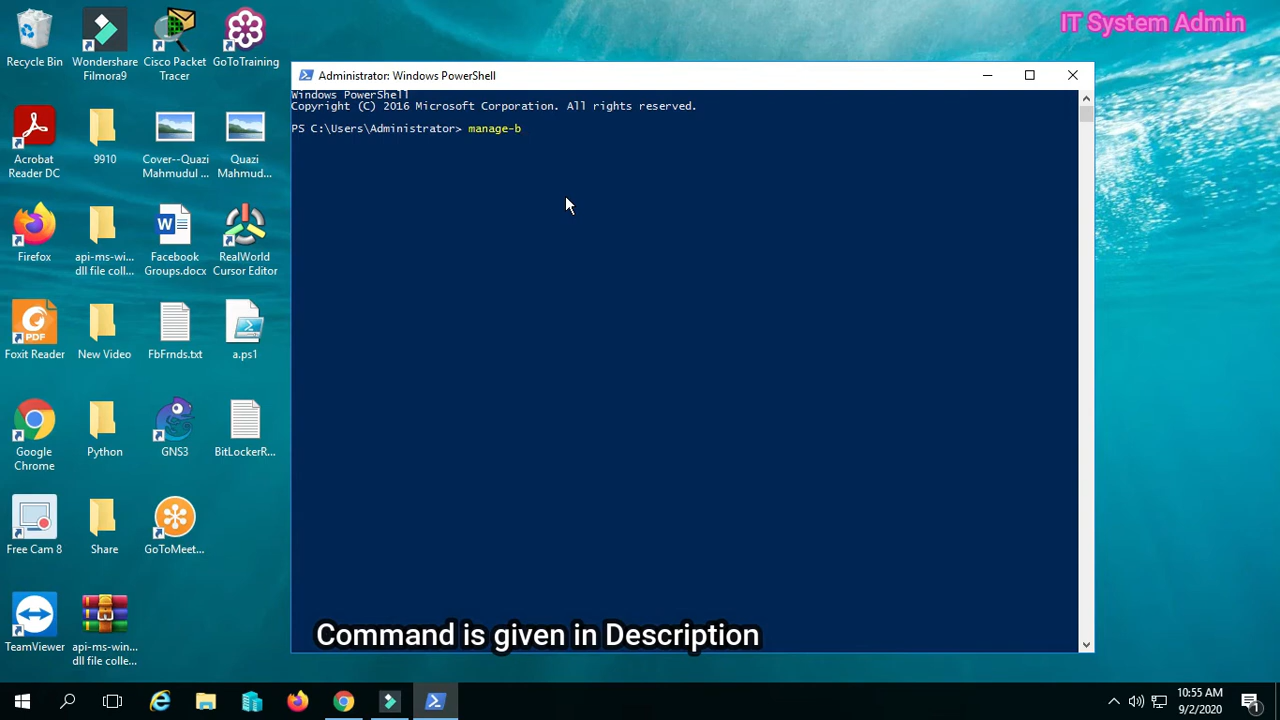 IT System Admin
Recycle Bin
Wondershare Filmora9
Cisco Packet Tracer
GoToTraining
Acrobat Reader DC
9910
Cover--Quazi Mahmudul ...
Quazi Mahmud...
Firefox
api-ms-wi... dll file coll...
Facebook Groups.docx
RealWorld Cursor Editor
Foxit Reader
New Video
FbFrnds.txt
a.ps1
Google Chrome
Python
GNS3
BitLockerR...
Free Cam 8
Share
GoToMeet...
TeamViewer
api-ms-win... dll file colle...
Administrator: Windows PowerShell
Windows PowerShell
Copyright (C) 2016 Microsoft Corporation. All rights reserved.
PS C:\Users\Administrator> manage-b
Command is given in Description
10:55 AM
9/2/2020
1